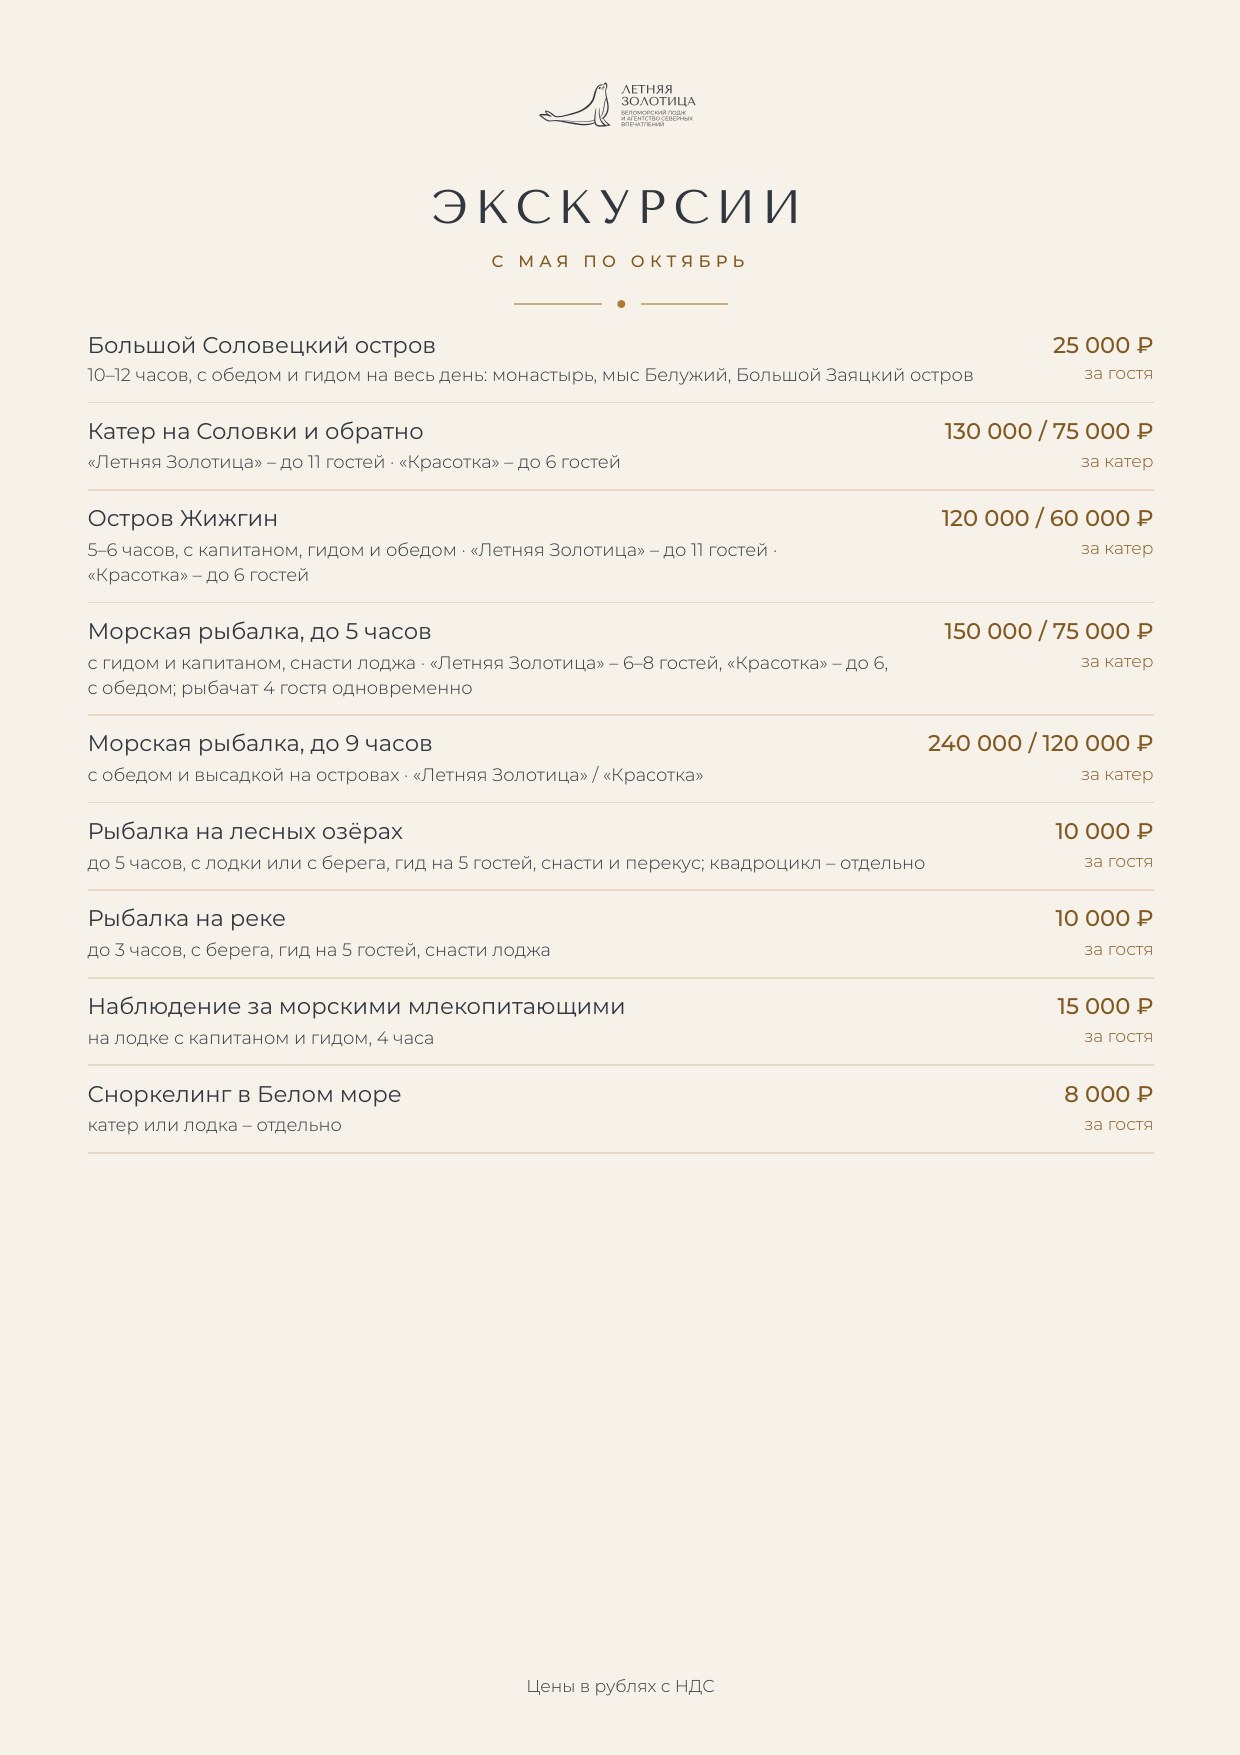 ЛЕТНЯЯ
ЗОЛОТИЦА
БЕЛОМОРСКИЙ ЛОДЖ
И АГЕНТСТВО СЕВЕРНЫХ
ВПЕЧАТЛЕНИЙ
ЭКСКУРСИИ
С МАЯ ПО ОКТЯБРЬ
Большой Соловецкий остров 25 000 ₽
10–12 часов, с обедом и гидом на весь день: монастырь, мыс Белужий, Большой Заяцкий остров за гостя
Катер на Соловки и обратно 130 000 / 75 000 ₽
«Летняя Золотица» – до 11 гостей · «Красотка» – до 6 гостей за катер
Остров Жижгин 120 000 / 60 000 ₽
5–6 часов, с капитаном, гидом и обедом · «Летняя Золотица» – до 11 гостей · за катер
«Красотка» – до 6 гостей
Морская рыбалка, до 5 часов 150 000 / 75 000 ₽
с гидом и капитаном, снасти лоджа · «Летняя Золотица» – 6–8 гостей, «Красотка» – до 6, за катер
с обедом; рыбачат 4 гостя одновременно
Морская рыбалка, до 9 часов 240 000 / 120 000 ₽
с обедом и высадкой на островах · «Летняя Золотица» / «Красотка» за катер
Рыбалка на лесных озёрах 10 000 ₽
до 5 часов, с лодки или с берега, гид на 5 гостей, снасти и перекус; квадроцикл – отдельно за гостя
Рыбалка на реке 10 000 ₽
до 3 часов, с берега, гид на 5 гостей, снасти лоджа за гостя
Наблюдение за морскими млекопитающими 15 000 ₽
на лодке с капитаном и гидом, 4 часа за гостя
Сноркелинг в Белом море 8 000 ₽
катер или лодка – отдельно за гостя
Цены в рублях с НДС